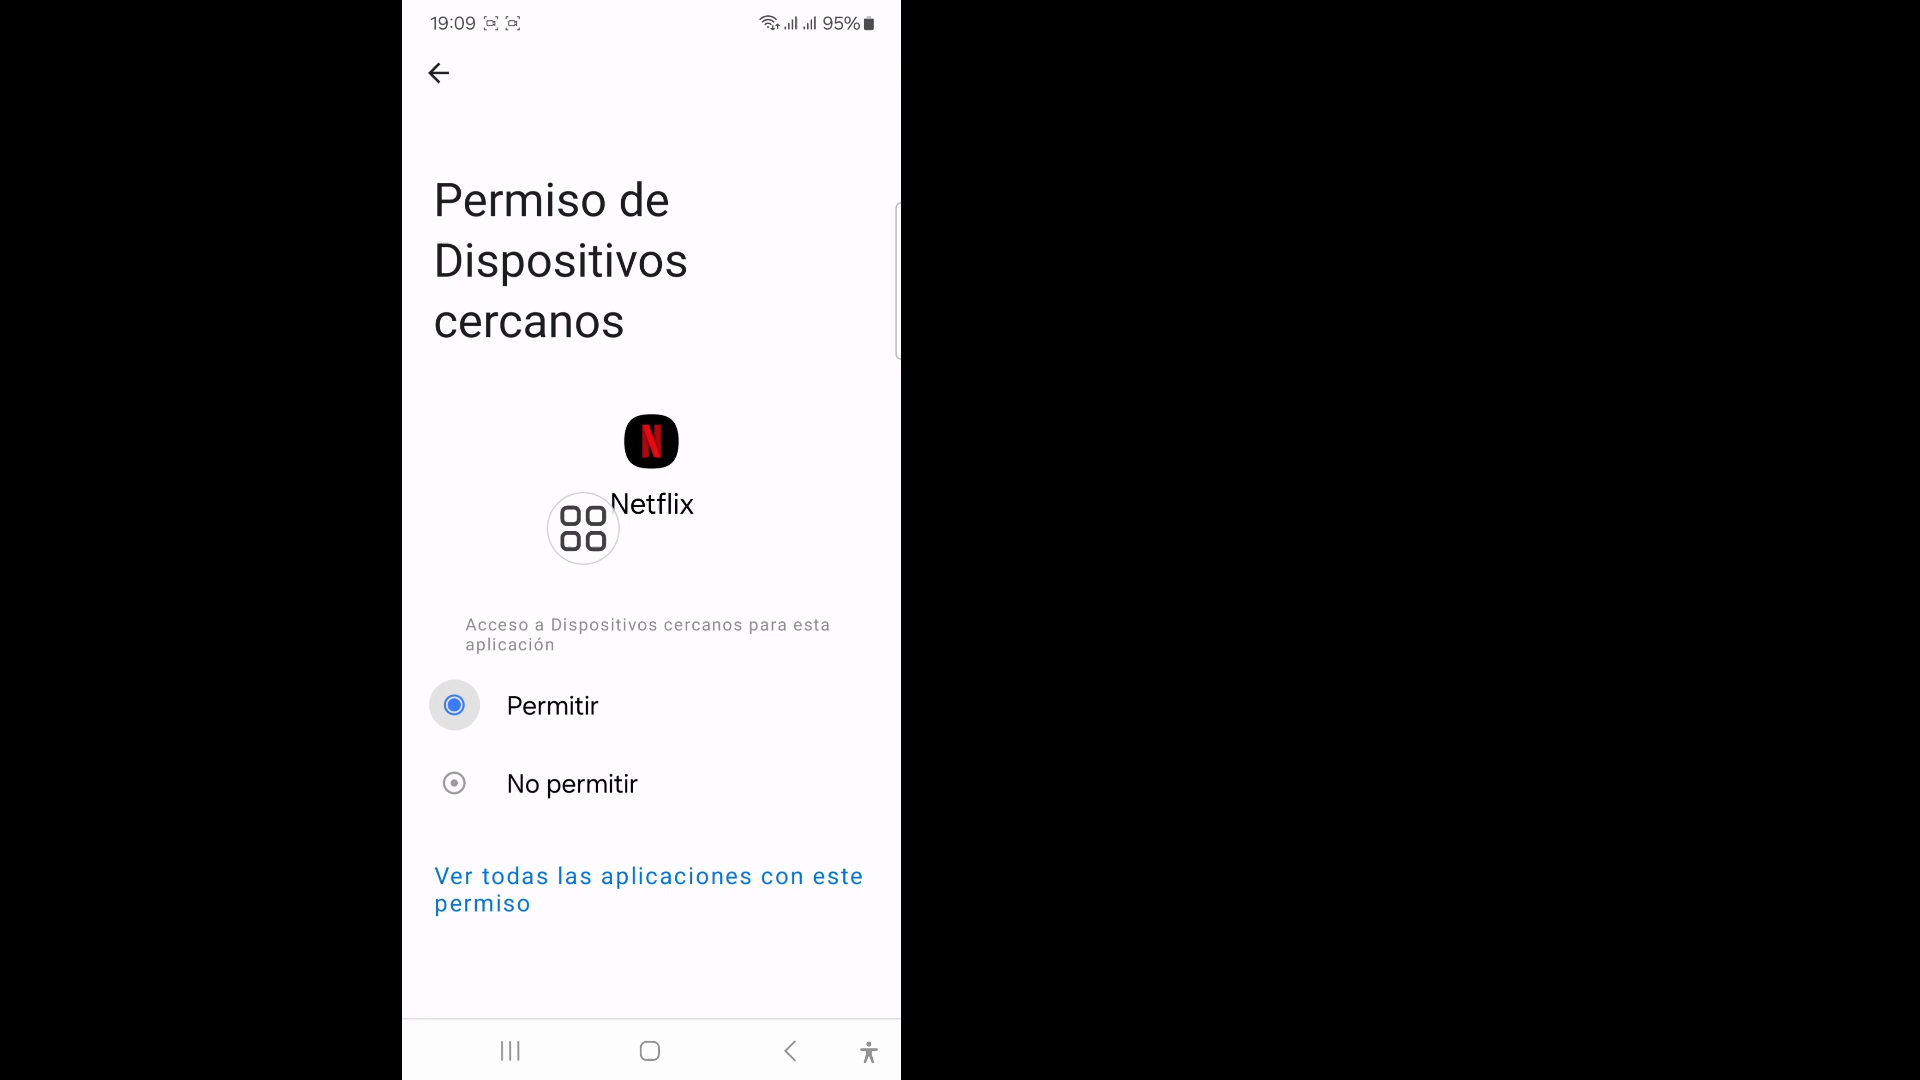 19:09
95%
Permiso de
Dispositivos
cercanos
N
Netflix
Acceso a Dispositivos cercanos para esta
aplicación
Permitir
No permitir
Ver todas las aplicaciones con este
permiso